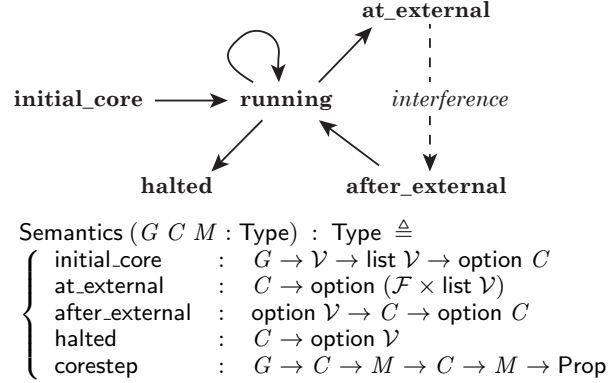 at_external
initial_core running interference
halted after_external
Semantics (G C M : Type) : Type ≜
initial_core : G → V → list V → option C
at_external : C → option (F × list V)
after_external : option V → C → option C
halted : C → option V
corestep : G → C → M → C → M → Prop